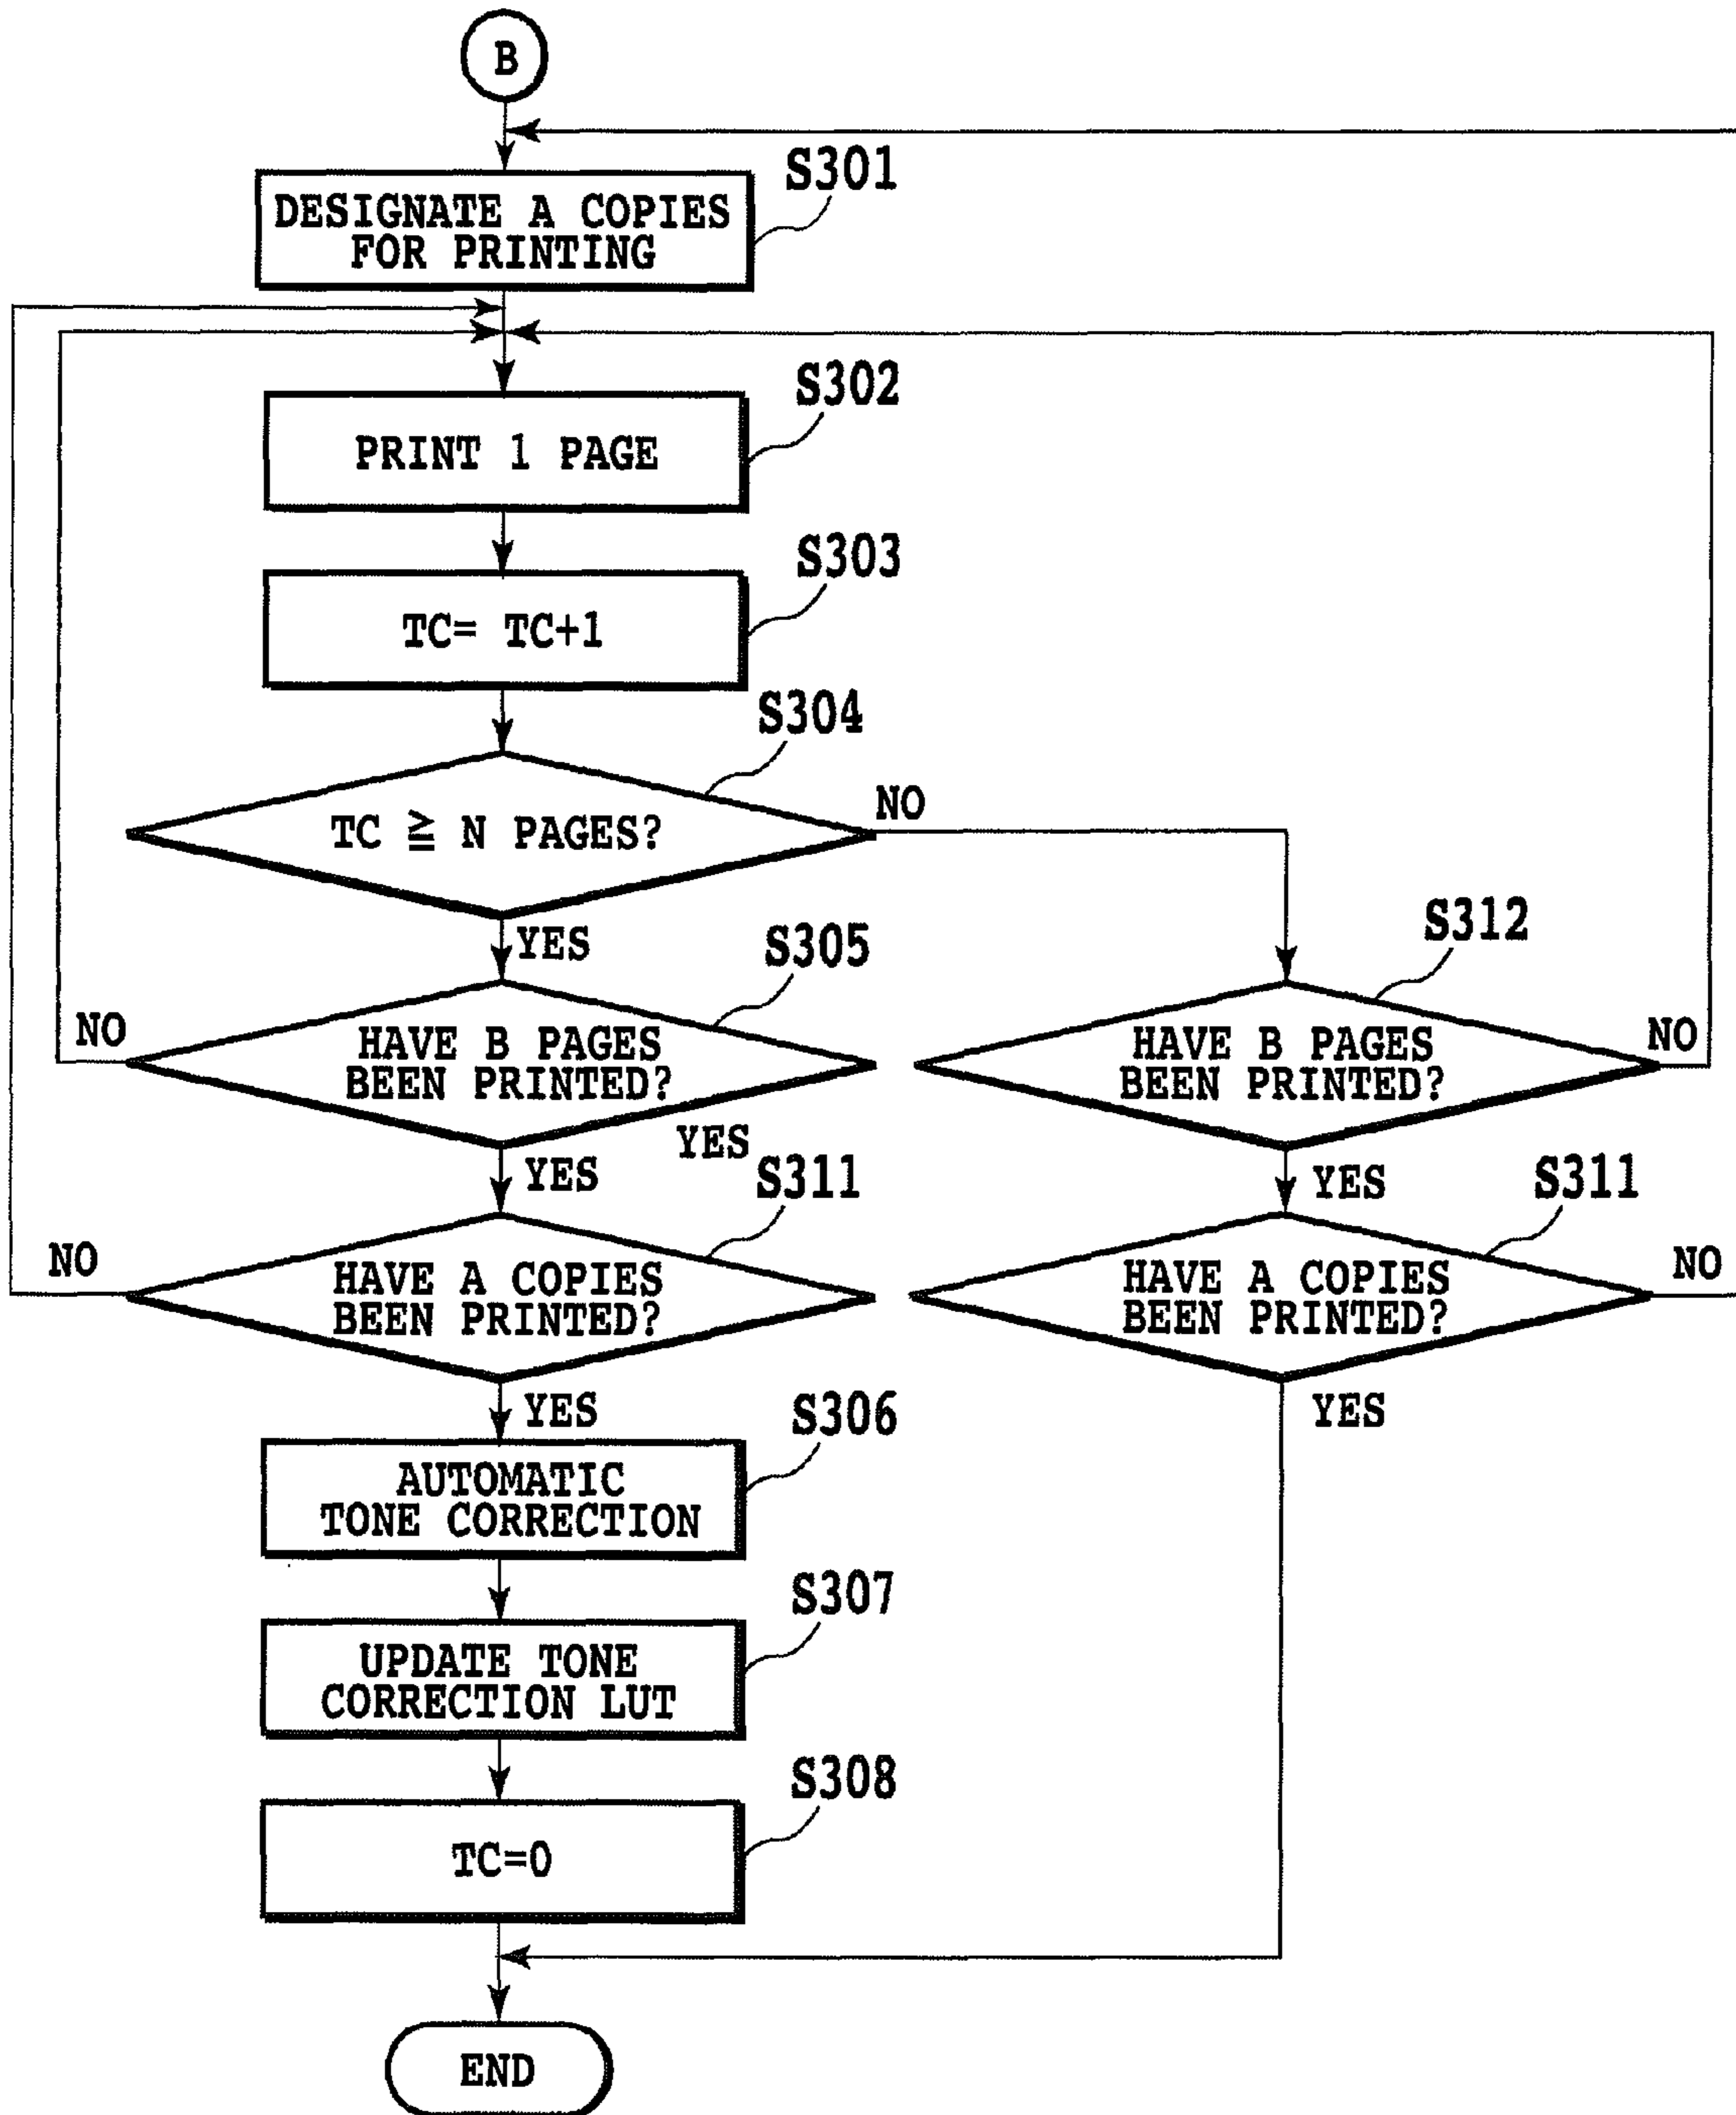 B
S301
DESIGNATE A COPIES
FOR PRINTING
S302
PRINT 1 PAGE
S303
TC= TC+1
S304
TC ≧ N PAGES?
NO
YES
S305
HAVE B PAGES
BEEN PRINTED?
NO
YES
YES
S312
HAVE B PAGES
BEEN PRINTED?
NO
YES
S311
HAVE A COPIES
BEEN PRINTED?
NO
YES
S311
HAVE A COPIES
BEEN PRINTED?
NO
YES
S306
AUTOMATIC
TONE CORRECTION
S307
UPDATE TONE
CORRECTION LUT
S308
TC=0
END